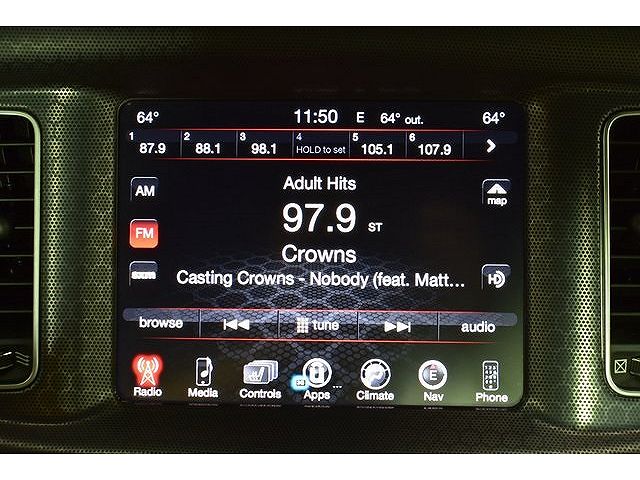 64° 11:50 E 64° out. 64°
1 2 3 4 5 6
87.9 88.1 98.1 HOLD to set 105.1 107.9
AM
Adult Hits
map
97.9 ST
FM
Crowns
sxm
Casting Crowns - Nobody (feat. Matt...
HD
browse tune audio
Radio Media Controls Apps ... Climate Nav Phone
E